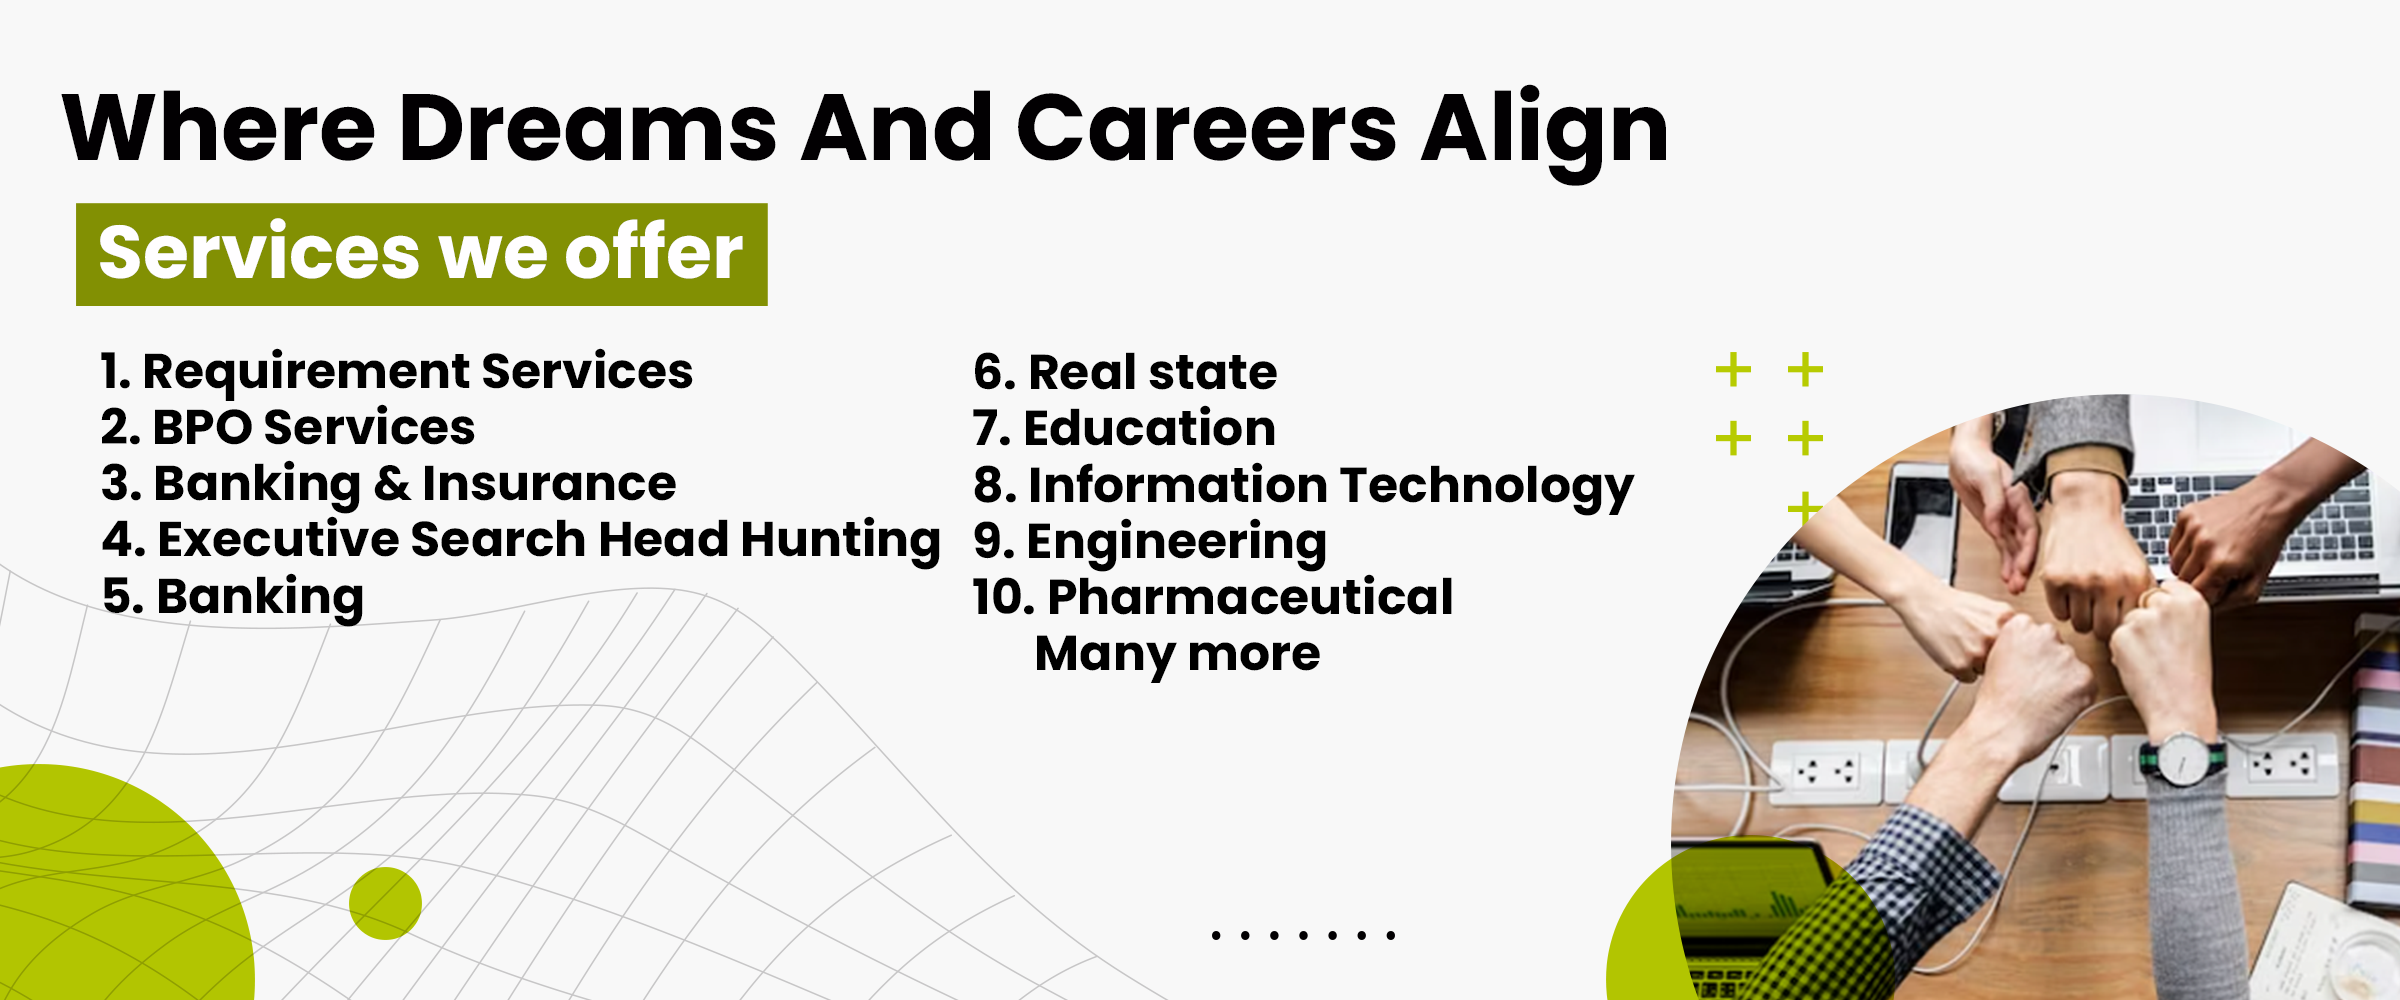 Where Dreams And Careers Align
Services we offer
1. Requirement Services
2. BPO Services
3. Banking & Insurance
4. Executive Search Head Hunting
5. Banking
6. Real state
7. Education
8. Information Technology
9. Engineering
10. Pharmaceutical
Many more